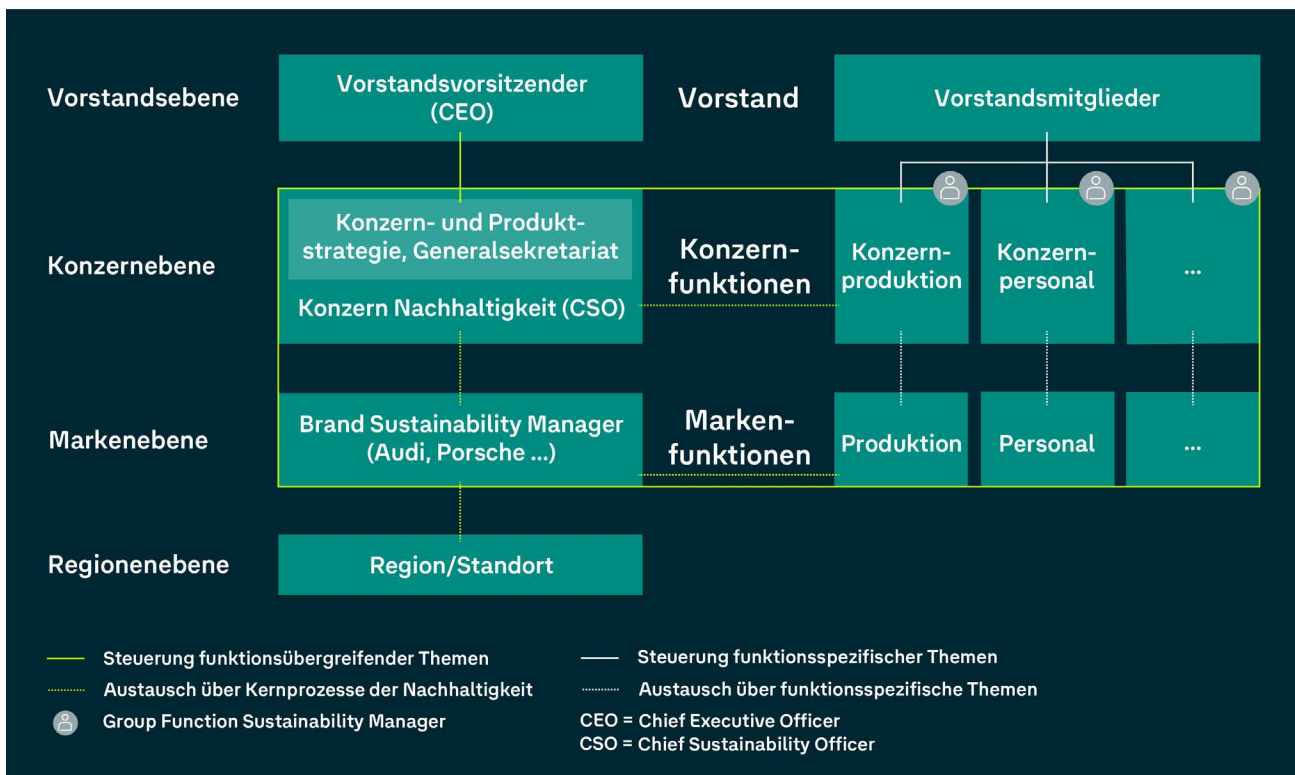 Vorstandsebene
Vorstandsvorsitzender
(CEO)
Vorstand
Vorstandsmitglieder
Konzernebene
Konzern- und Produkt-
strategie, Generalsekretariat
Konzern Nachhaltigkeit (CSO)
Konzern-
funktionen
Konzern-
produktion
Konzern-
personal
...
Markenebene
Brand Sustainability Manager
(Audi, Porsche ...)
Marken-
funktionen
Produktion
Personal
...
Regionenebene
Region/Standort
Steuerung funktionsübergreifender Themen
Austausch über Kernprozesse der Nachhaltigkeit
Group Function Sustainability Manager
Steuerung funktionsspezifischer Themen
Austausch über funktionsspezifische Themen
CEO = Chief Executive Officer
CSO = Chief Sustainability Officer